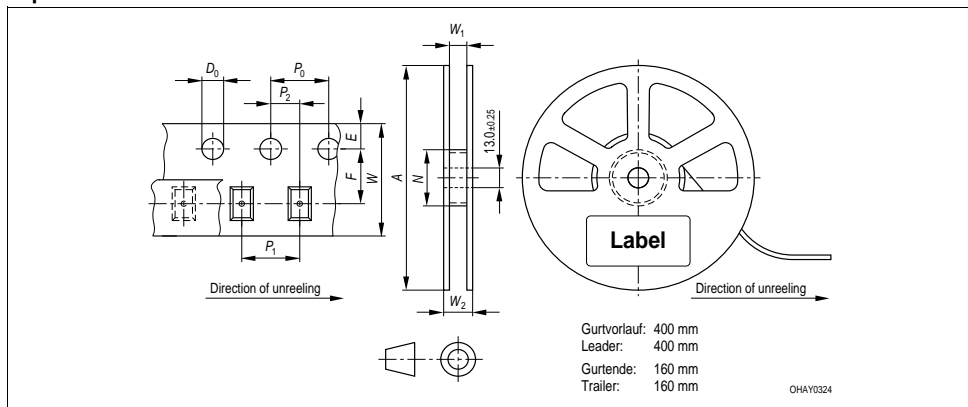 W1
D0
P0
P2
E
F
W
A
N
13.0±0.25
P1
W2
Label
Direction of unreeling
Direction of unreeling
Gurtvorlauf: 400 mm
Leader: 400 mm
Gurtende: 160 mm
Trailer: 160 mm
OHAY0324